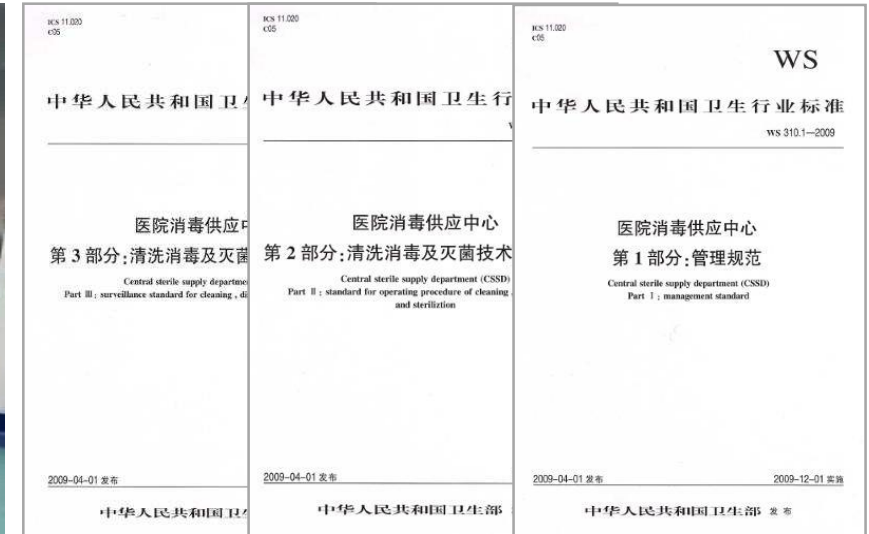 ICS 11.020
C05
中华人民共和国卫
医院消毒供应
第 3 部分:清洗消毒及灭菌
Central sterile supply departme
Part Ⅲ: surveillance standard for cleaning , di
2009-04-01 发布
中华人民共和国卫
ICS 11.020
C05
中华人民共和国卫生行
医院消毒供应中心
第 2 部分:清洗消毒及灭菌技术
Central sterile supply department (CSSD)
Part Ⅱ: standard for operating procedure of cleaning
and steriliztion
2009-04-01 发布
中华人民共和国卫生部
ICS 11.020
C05
WS
中华人民共和国卫生行业标准
WS 310.1—2009
医院消毒供应中心
第 1 部分:管理规范
Central sterile supply department (CSSD)
Part Ⅰ: management standard
2009-04-01 发布
2009-12-01 实施
中华人民共和国卫生部 发布